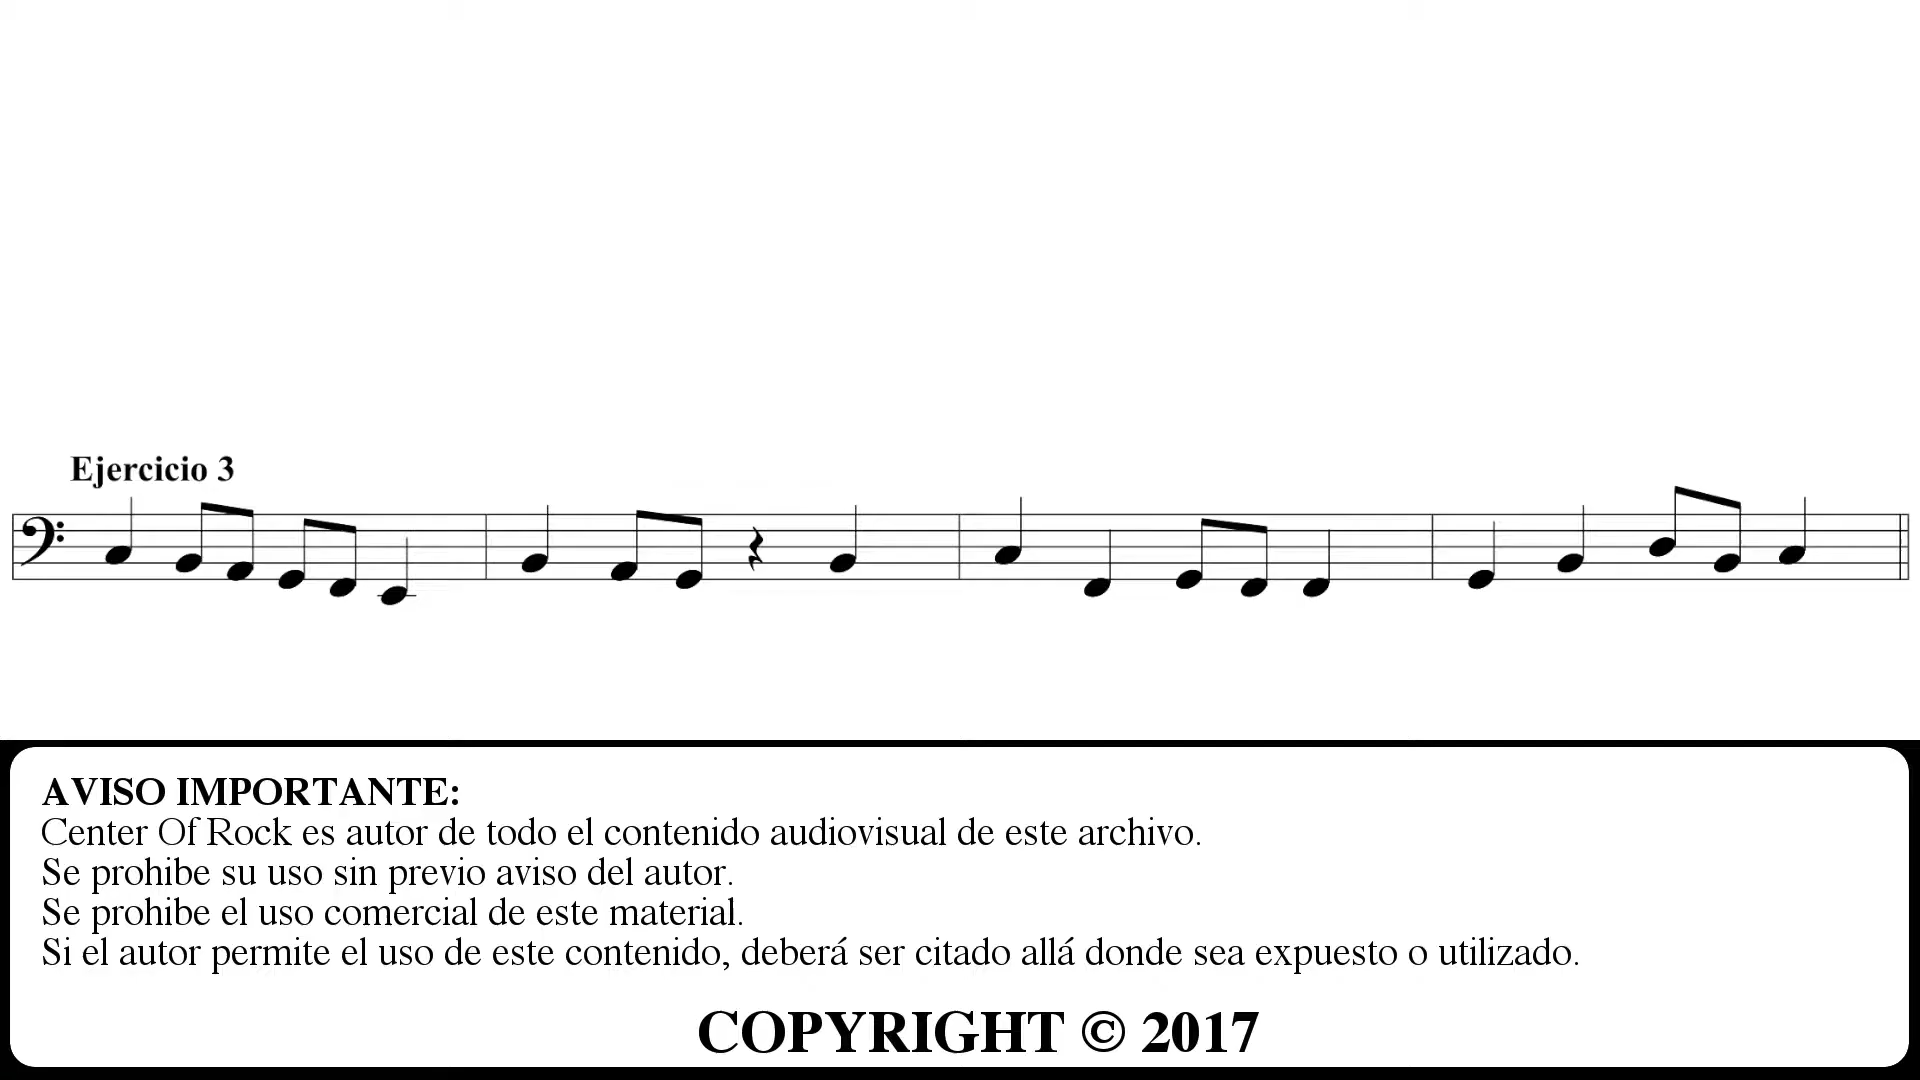 Ejercicio 3
AVISO IMPORTANTE:
Center Of Rock es autor de todo el contenido audiovisual de este archivo.
Se prohibe su uso sin previo aviso del autor.
Se prohibe el uso comercial de este material.
Si el autor permite el uso de este contenido, deberá ser citado allá donde sea expuesto o utilizado.
COPYRIGHT © 2017